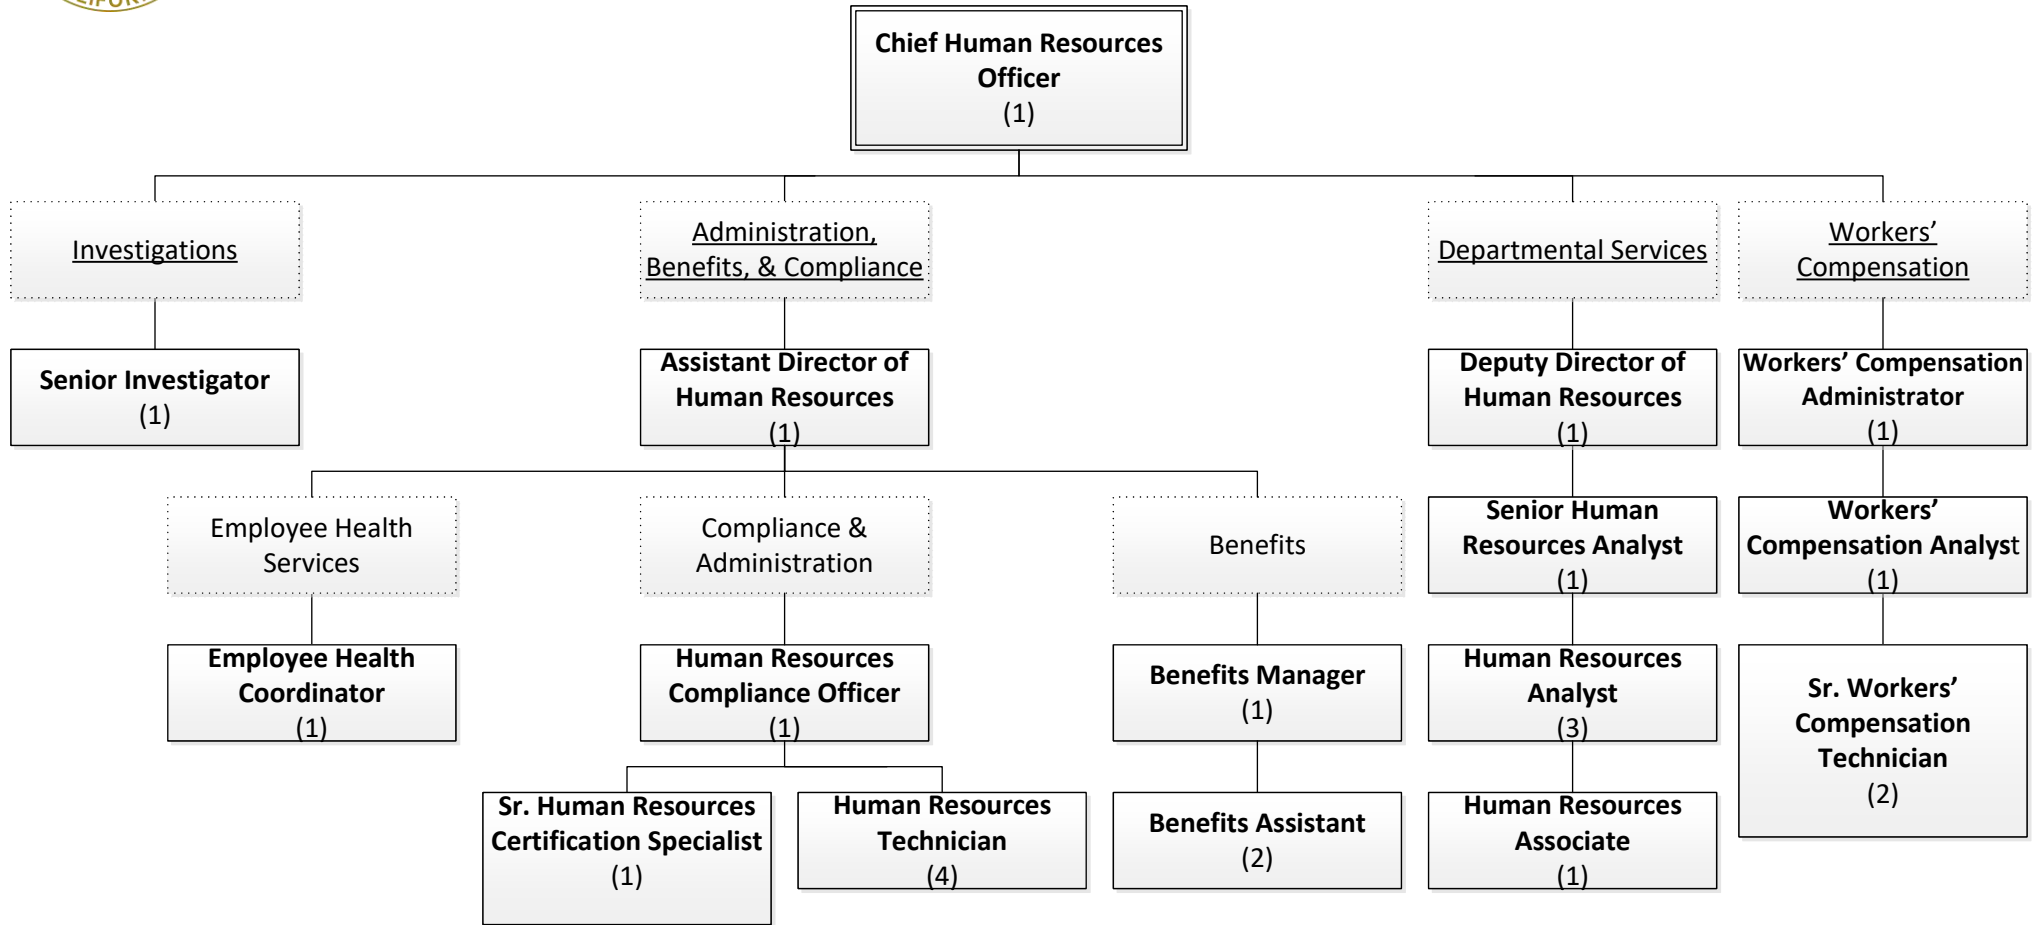 Chief Human Resources
Officer
(1)
Investigations
Administration,
Benefits, & Compliance
Departmental Services
Workers’
Compensation
Senior Investigator
(1)
Assistant Director of
Human Resources
(1)
Deputy Director of
Human Resources
(1)
Workers’ Compensation
Administrator
(1)
Employee Health
Services
Compliance &
Administration
Benefits
Senior Human
Resources Analyst
(1)
Workers’
Compensation Analyst
(1)
Employee Health
Coordinator
(1)
Human Resources
Compliance Officer
(1)
Benefits Manager
(1)
Human Resources
Analyst
(3)
Sr. Workers’
Compensation
Technician
(2)
Sr. Human Resources
Certification Specialist
(1)
Human Resources
Technician
(4)
Benefits Assistant
(2)
Human Resources
Associate
(1)